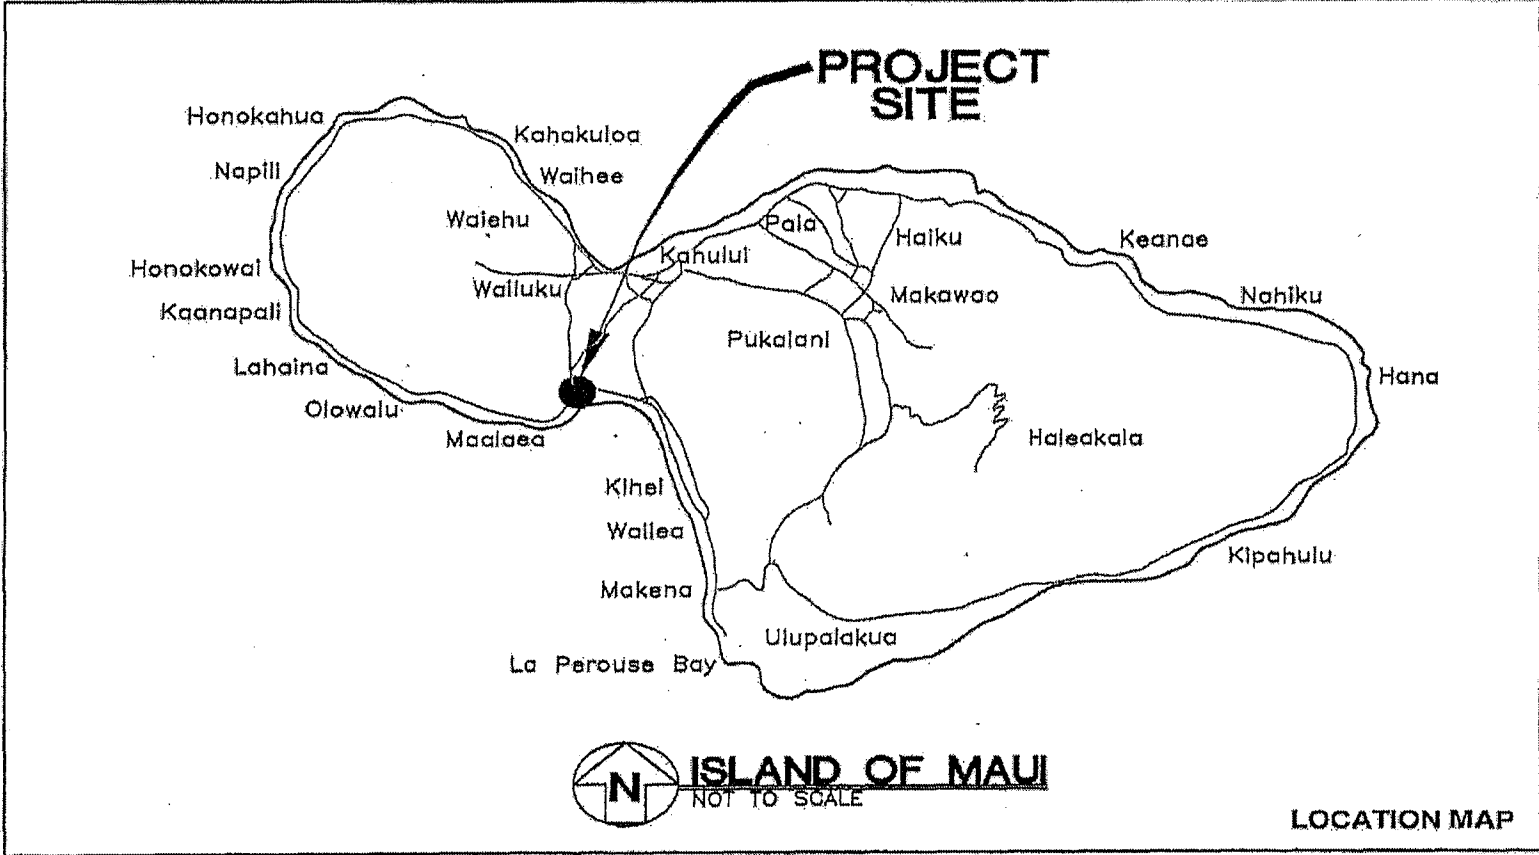 PROJECT
SITE
Honokahua
Kahakuloa
Napili
Waihee
Waiehu
Paia
Haiku
Keanae
Kahului
Honokowai
Wailuku
Makawao
Nahiku
Kaanapali
Pukalani
Lahaina
Hana
Olowalu
Maalaea
Haleakala
Kihei
Wailea
Kipahulu
Makena
Ulupalakua
La Perouse Bay
N
ISLAND OF MAUI
NOT TO SCALE
LOCATION MAP